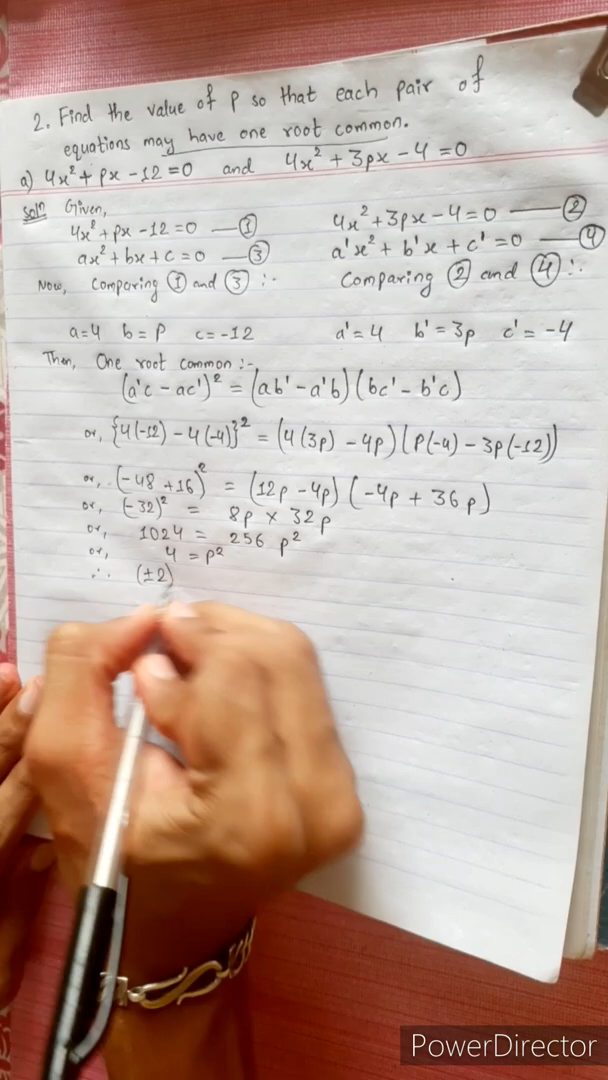 2. Find the value of P so that each pair of
equations may have one root common.
a) 4x² + px - 12 = 0 and 4x² + 3px - 4 = 0
Solⁿ Given,
4x² + px - 12 = 0 — ① 4x² + 3px - 4 = 0 — ②
ax² + bx + c = 0 — ③ a'x² + b'x + c' = 0 — ④
Now, Comparing ① and ③ :- Comparing ② and ④ :-
a=4 b=P c=-12 a'=4 b'=3p c'=-4
Then, One root common :-
(a'c - ac')² = (ab' - a'b) (bc' - b'c)
or, {4(-12) - 4(-4)}² = (4(3p) - 4p) (P(-4) - 3p(-12))
or, (-48 + 16)² = (12p - 4p) (-4p + 36p)
or, (-32)² = 8p × 32p
or, 1024 = 256 p²
or, 4 = p²
∴ (±2)
PowerDirector